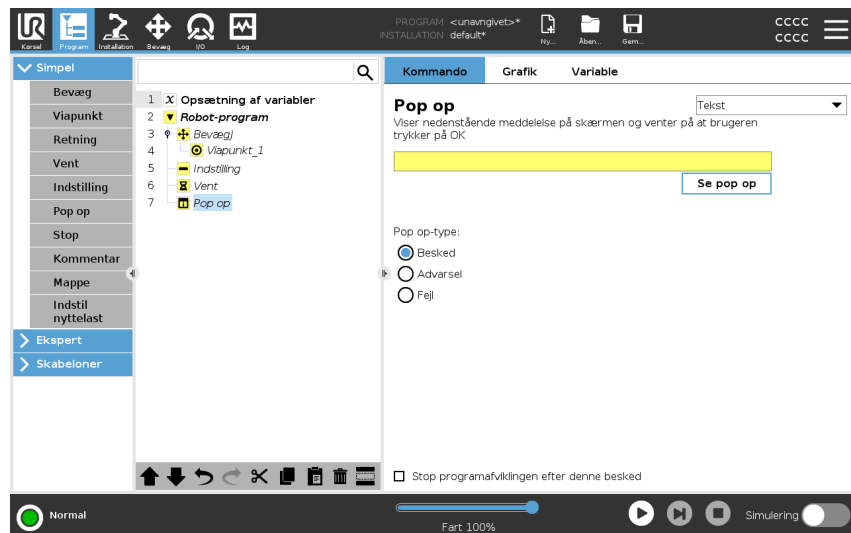 PROGRAM <unavngivet>*
INSTALLATION default*
CCCC
CCCC
Kørsel Program Installation Bevæg I/O Log Ny... Åben... Gem...
Simpel
Bevæg
Viapunkt
Retning
Vent
Indstilling
Pop op
Stop
Kommentar
Mappe
Indstil
nyttelast
Ekspert
Skabeloner
1 X Opsætning af variabler
2 Robot-program
3 BevægJ
4 Viapunkt_1
5 Indstilling
6 Vent
7 Pop op
Kommando Grafik Variable
Pop op
Tekst
Viser nedenstående meddelelse på skærmen og venter på at brugeren
trykker på OK
Se pop op
Pop op-type:
Besked
Advarsel
Fejl
Stop programafviklingen efter denne besked
Normal
Fart 100%
Simulering